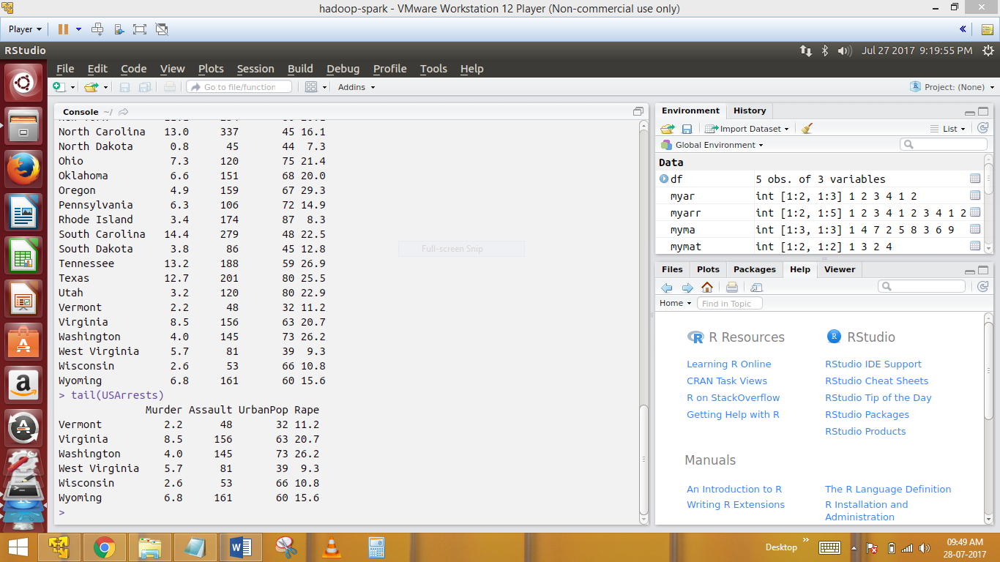 hadoop-spark - VMware Workstation 12 Player (Non-commercial use only)
Player
RStudio
Jul 27 2017 9:19:55 PM
File Edit Code View Plots Session Build Debug Profile Tools Help
Go to file/function
Addins
Project: (None)
Console ~/
North Carolina 13.0 337 45 16.1
North Dakota 0.8 45 44 7.3
Ohio 7.3 120 75 21.4
Oklahoma 6.6 151 68 20.0
Oregon 4.9 159 67 29.3
Pennsylvania 6.3 106 72 14.9
Rhode Island 3.4 174 87 8.3
South Carolina 14.4 279 48 22.5
South Dakota 3.8 86 45 12.8
Tennessee 13.2 188 59 26.9
Texas 12.7 201 80 25.5
Utah 3.2 120 80 22.9
Vermont 2.2 48 32 11.2
Virginia 8.5 156 63 20.7
Washington 4.0 145 73 26.2
West Virginia 5.7 81 39 9.3
Wisconsin 2.6 53 66 10.8
Wyoming 6.8 161 60 15.6
> tail(USArrests)
Murder Assault UrbanPop Rape
Vermont 2.2 48 32 11.2
Virginia 8.5 156 63 20.7
Washington 4.0 145 73 26.2
West Virginia 5.7 81 39 9.3
Wisconsin 2.6 53 66 10.8
Wyoming 6.8 161 60 15.6
>
Full-screen Snip
Environment History
Import Dataset
List
Global Environment
Data
df 5 obs. of 3 variables
myar int [1:2, 1:3] 1 2 3 4 1 2
myarr int [1:2, 1:5] 1 2 3 4 1 2 3 4 1 2
myma int [1:3, 1:3] 1 4 7 2 5 8 3 6 9
mymat int [1:2, 1:2] 1 3 2 4
Files Plots Packages Help Viewer
Home
Find in Topic
R Resources
Learning R Online
CRAN Task Views
R on StackOverflow
Getting Help with R
RStudio
RStudio IDE Support
RStudio Cheat Sheets
RStudio Tip of the Day
RStudio Packages
RStudio Products
Manuals
An Introduction to R
Writing R Extensions
The R Language Definition
R Installation and
Administration
Desktop
09:49 AM
28-07-2017